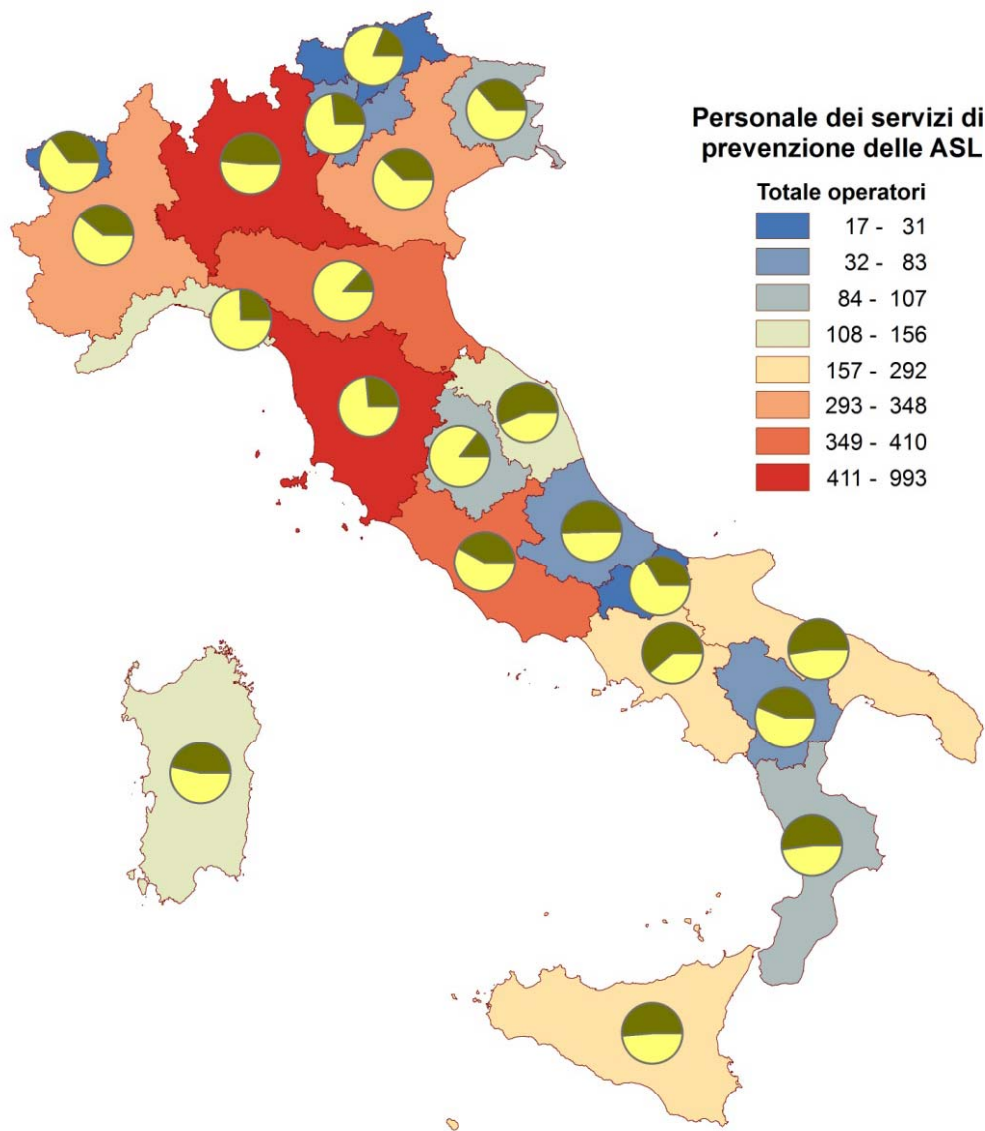 Personale dei servizi di
prevenzione delle ASL
Totale operatori
17 - 31
32 - 83
84 - 107
108 - 156
157 - 292
293 - 348
349 - 410
411 - 993